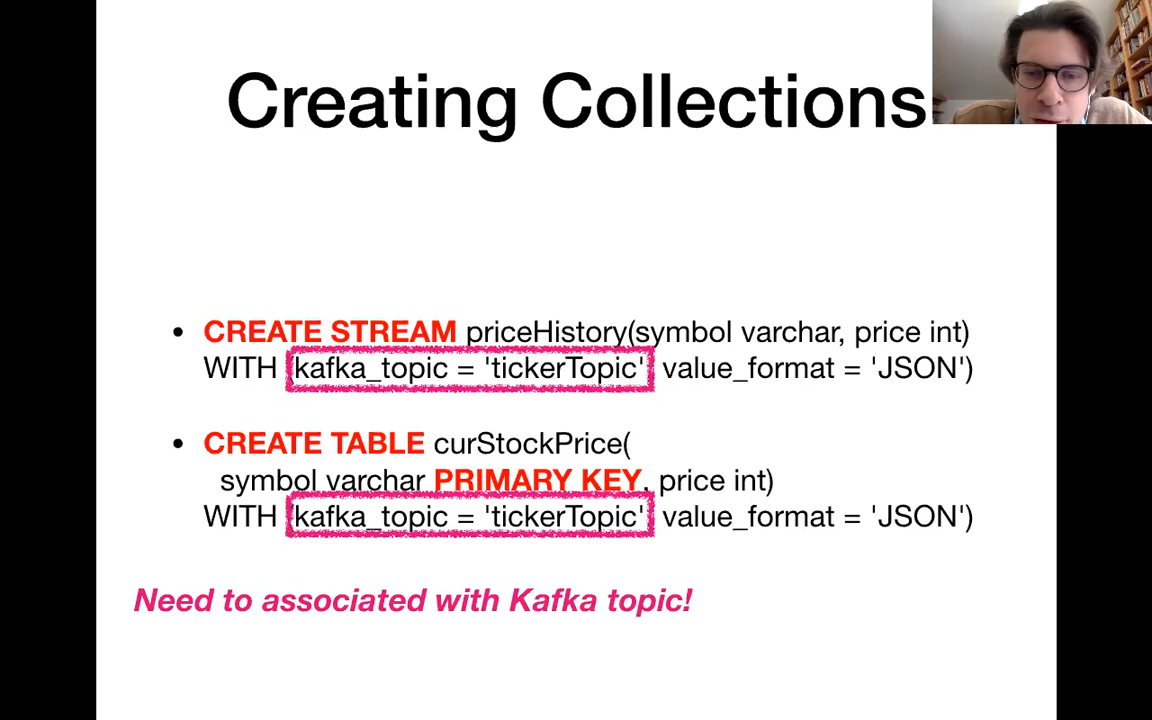 Creating Collections
• CREATE STREAM priceHistory(symbol varchar, price int)
WITH (kafka_topic = 'tickerTopic' value_format = 'JSON')
• CREATE TABLE curStockPrice(
symbol varchar PRIMARY KEY, price int)
WITH (kafka_topic = 'tickerTopic' value_format = 'JSON')
Need to associated with Kafka topic!